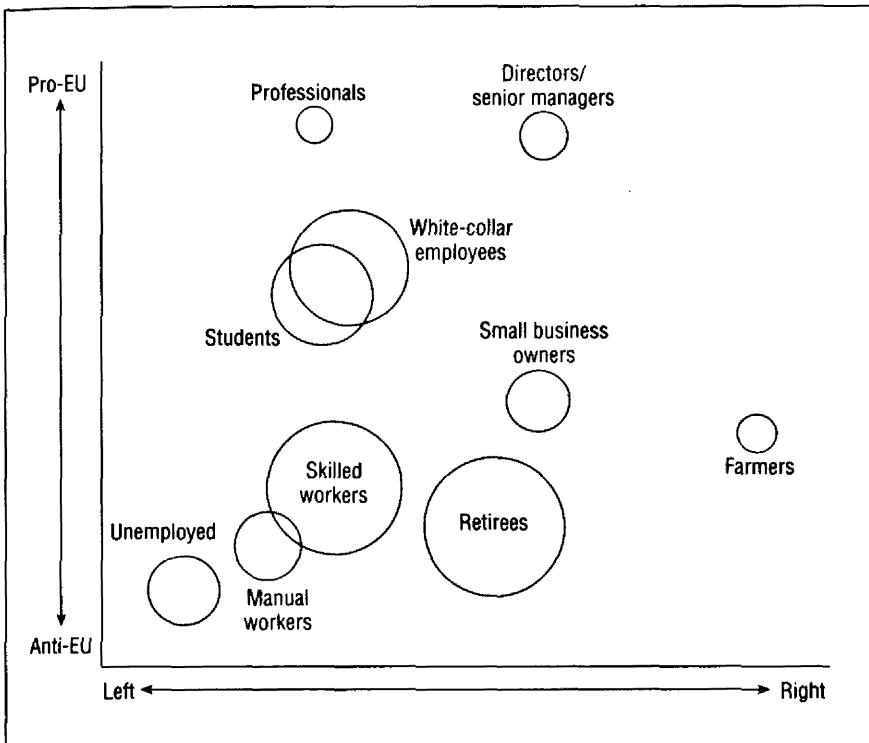 Pro-EU
Professionals
Directors/
senior managers
White-collar
employees
Students
Small business
owners
Farmers
Skilled
workers
Retirees
Unemployed
Manual
workers
Anti-EU
Left
Right